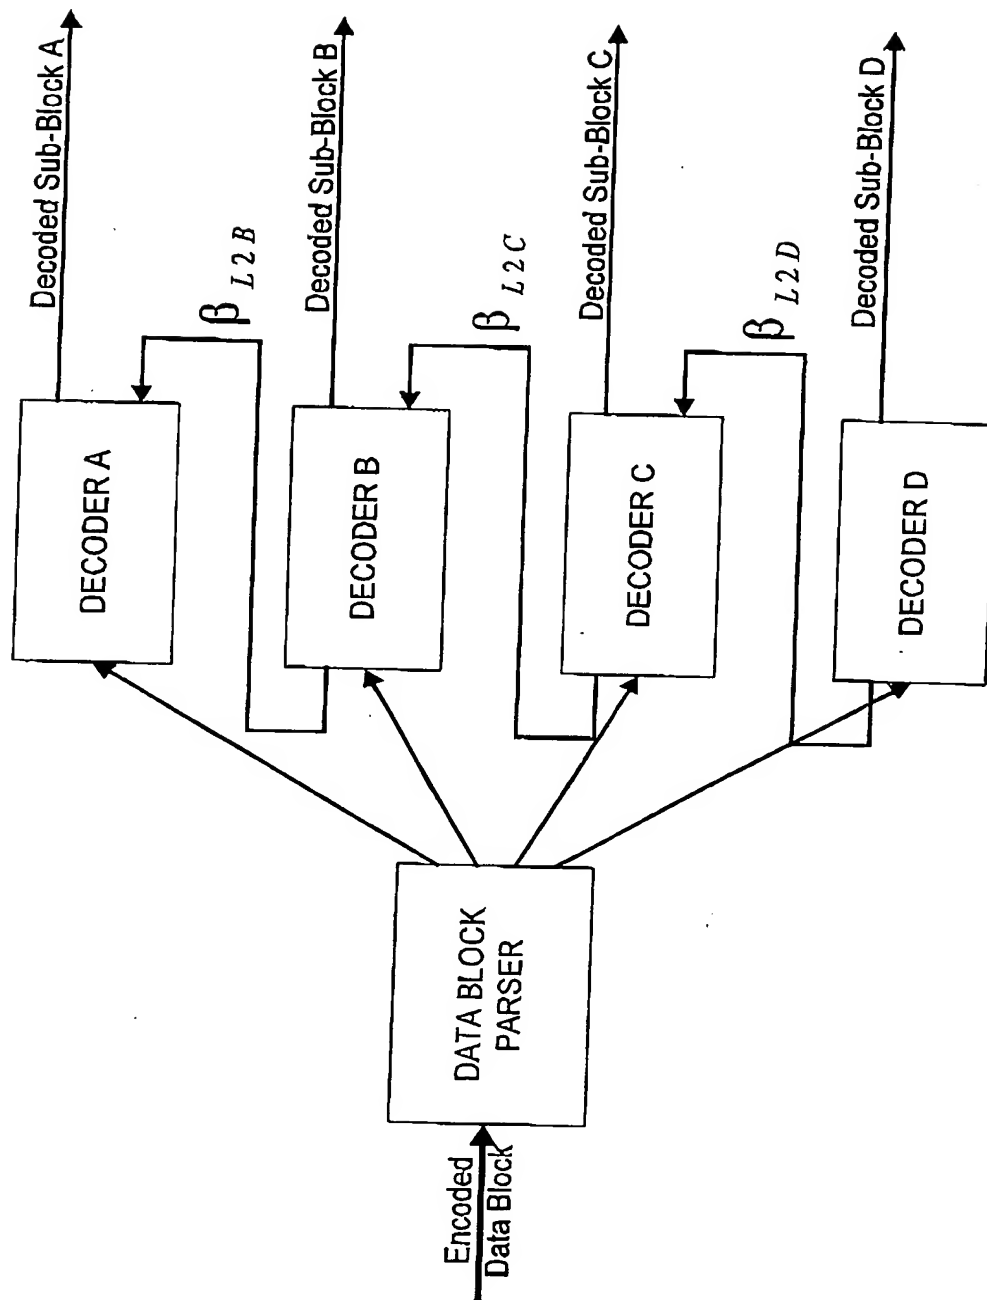 Encoded
Data Block
DATA BLOCK
PARSER
DECODER A
DECODER B
DECODER C
DECODER D
β L2B
β L2C
β L2D
Decoded Sub-Block A
Decoded Sub-Block B
Decoded Sub-Block C
Decoded Sub-Block D